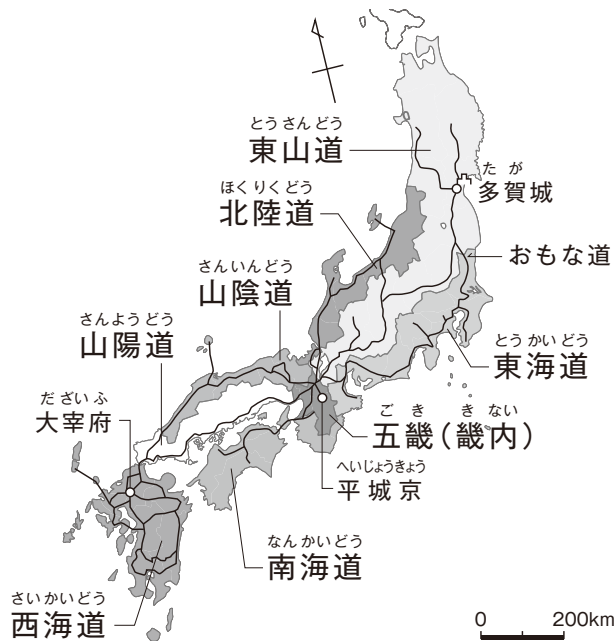 とうさんどう
東山道
たが
多賀城
ほくりくどう
北陸道
おもな道
さんいんどう
山陰道
さんようどう
山陽道
とうかいどう
東海道
だざいふ
大宰府
ごき きない
五畿(畿内)
へいじょうきょう
平城京
なんかいどう
南海道
さいかいどう
西海道
0 200km